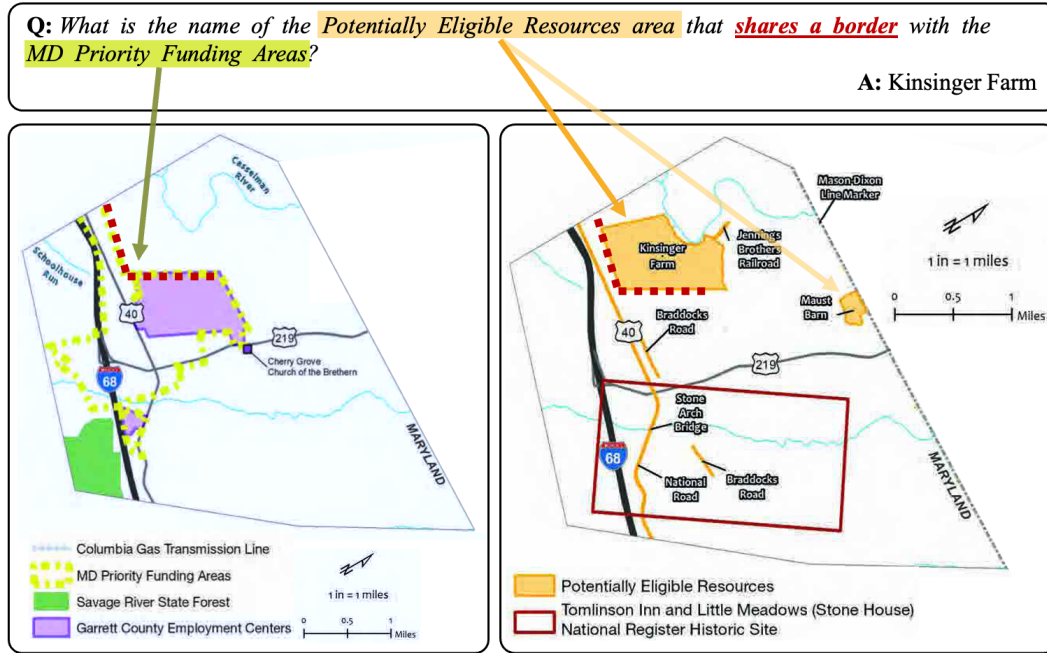 Q: What is the name of the Potentially Eligible Resources area that shares a border with the
MD Priority Funding Areas?
A: Kinsinger Farm
Casselman
River
Schoolhouse
Run
40
219
Cherry Grove
Church of the Brethern
68
MARYLAND
Columbia Gas Transmission Line
MD Priority Funding Areas
Savage River State Forest
Garrett County Employment Centers
1 in = 1 miles
0 0.5 1
Miles
Mason-Dixon
Line Marker
Kinsinger
Farm
Jennings
Brothers
Railroad
1 in = 1 miles
0 0.5 1
Miles
Maust
Barn
40
Braddocks
Road
219
Stone
Arch
Bridge
68
National
Road
Braddocks
Road
MARYLAND
Potentially Eligible Resources
Tomlinson Inn and Little Meadows (Stone House)
National Register Historic Site